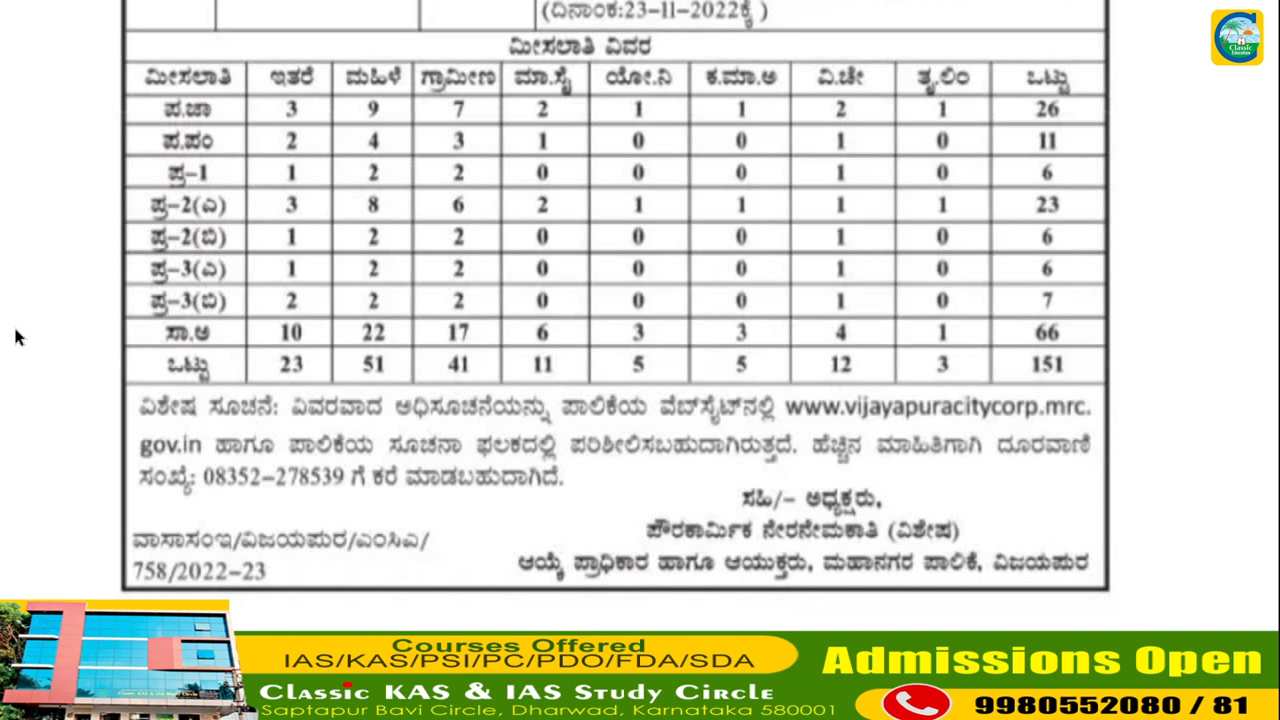 (ದಿನಾಂಕ:23-11-2022ಕ್ಕೆ )
ಮೀಸಲಾತಿ ವಿವರ
ಮೀಸಲಾತಿ ಇತರೆ ಮಹಿಳೆ ಗ್ರಾಮೀಣ ಮಾ.ಸೈ ಯೋ.ನಿ ಕ.ಮಾ.ಅ ವಿ.ಚೇ ತೃ.ಲಿಂ ಒಟ್ಟು
ಪ.ಜಾ 3 9 7 2 1 1 2 1 26
ಪ.ಪಂ 2 4 3 1 0 0 1 0 11
ಪ್ರ-1 1 2 2 0 0 0 1 0 6
ಪ್ರ-2(ಎ) 3 8 6 2 1 1 1 1 23
ಪ್ರ-2(ಬಿ) 1 2 2 0 0 0 1 0 6
ಪ್ರ-3(ಎ) 1 2 2 0 0 0 1 0 6
ಪ್ರ-3(ಬಿ) 2 2 2 0 0 0 1 0 7
ಸಾ.ಅ 10 22 17 6 3 3 4 1 66
ಒಟ್ಟು 23 51 41 11 5 5 12 3 151
ವಿಶೇಷ ಸೂಚನೆ: ವಿವರವಾದ ಅಧಿಸೂಚನೆಯನ್ನು ಪಾಲಿಕೆಯ ವೆಬ್‌ಸೈಟ್‌ನಲ್ಲಿ www.vijayapuracitycorp.mrc.
gov.in ಹಾಗೂ ಪಾಲಿಕೆಯ ಸೂಚನಾ ಫಲಕದಲ್ಲಿ ಪರಿಶೀಲಿಸಬಹುದಾಗಿರುತ್ತದೆ. ಹೆಚ್ಚಿನ ಮಾಹಿತಿಗಾಗಿ ದೂರವಾಣಿ
ಸಂಖ್ಯೆ: 08352-278539 ಗೆ ಕರೆ ಮಾಡಬಹುದಾಗಿದೆ.
ಸಹಿ/- ಅಧ್ಯಕ್ಷರು,
ಪೌರಕಾರ್ಮಿಕ ನೇರನೇಮಕಾತಿ (ವಿಶೇಷ)
ವಾಸಾಸಂಇ/ವಿಜಯಪುರ/ಎಂಸಿಎ/
758/2022-23
ಆಯ್ಕೆ ಪ್ರಾಧಿಕಾರ ಹಾಗೂ ಆಯುಕ್ತರು, ಮಹಾನಗರ ಪಾಲಿಕೆ, ವಿಜಯಪುರ
Classic
Education
Courses Offered
IAS/KAS/PSI/PC/PDO/FDA/SDA
Classic KAS & IAS Study Circle
Saptapur Bavi Circle, Dharwad, Karnataka 580001
Admissions Open
9980552080 / 81